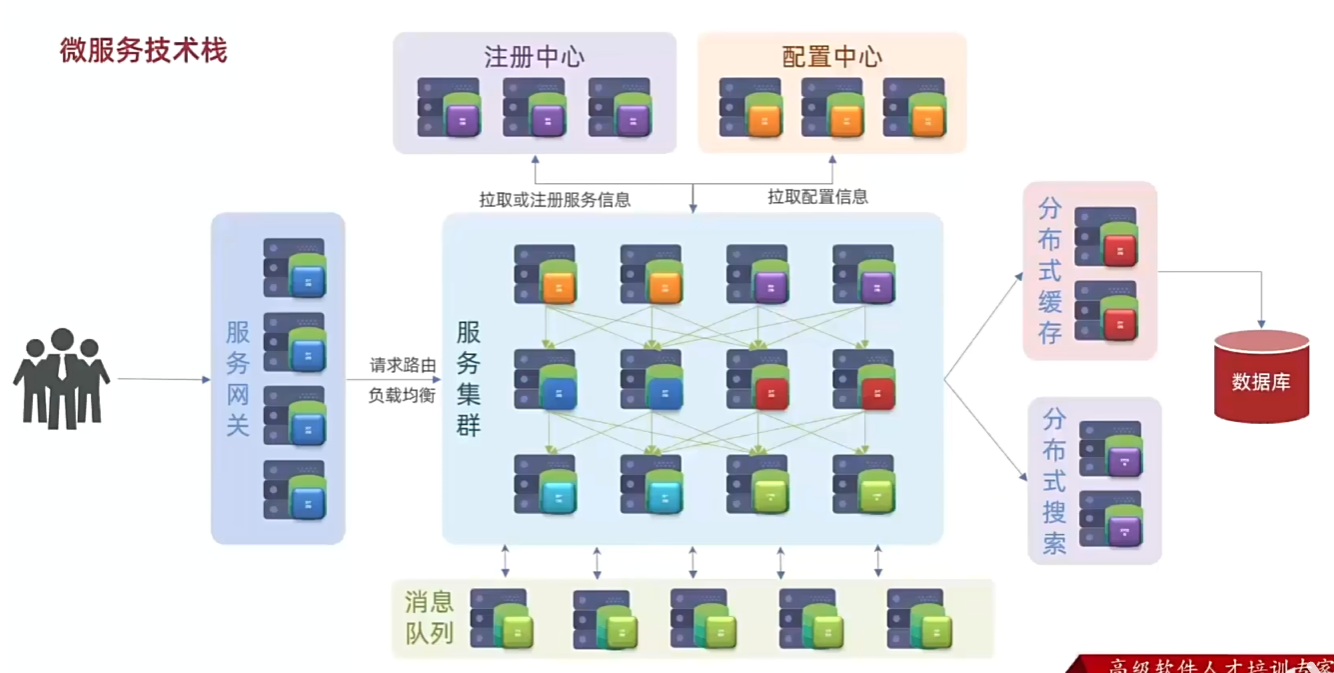 微服务技术栈
注册中心
配置中心
拉取或注册服务信息
拉取配置信息
服务网关
请求路由
负载均衡
服务集群
分布式缓存
数据库
分布式搜索
消息
队列
高级软件人才培训专家